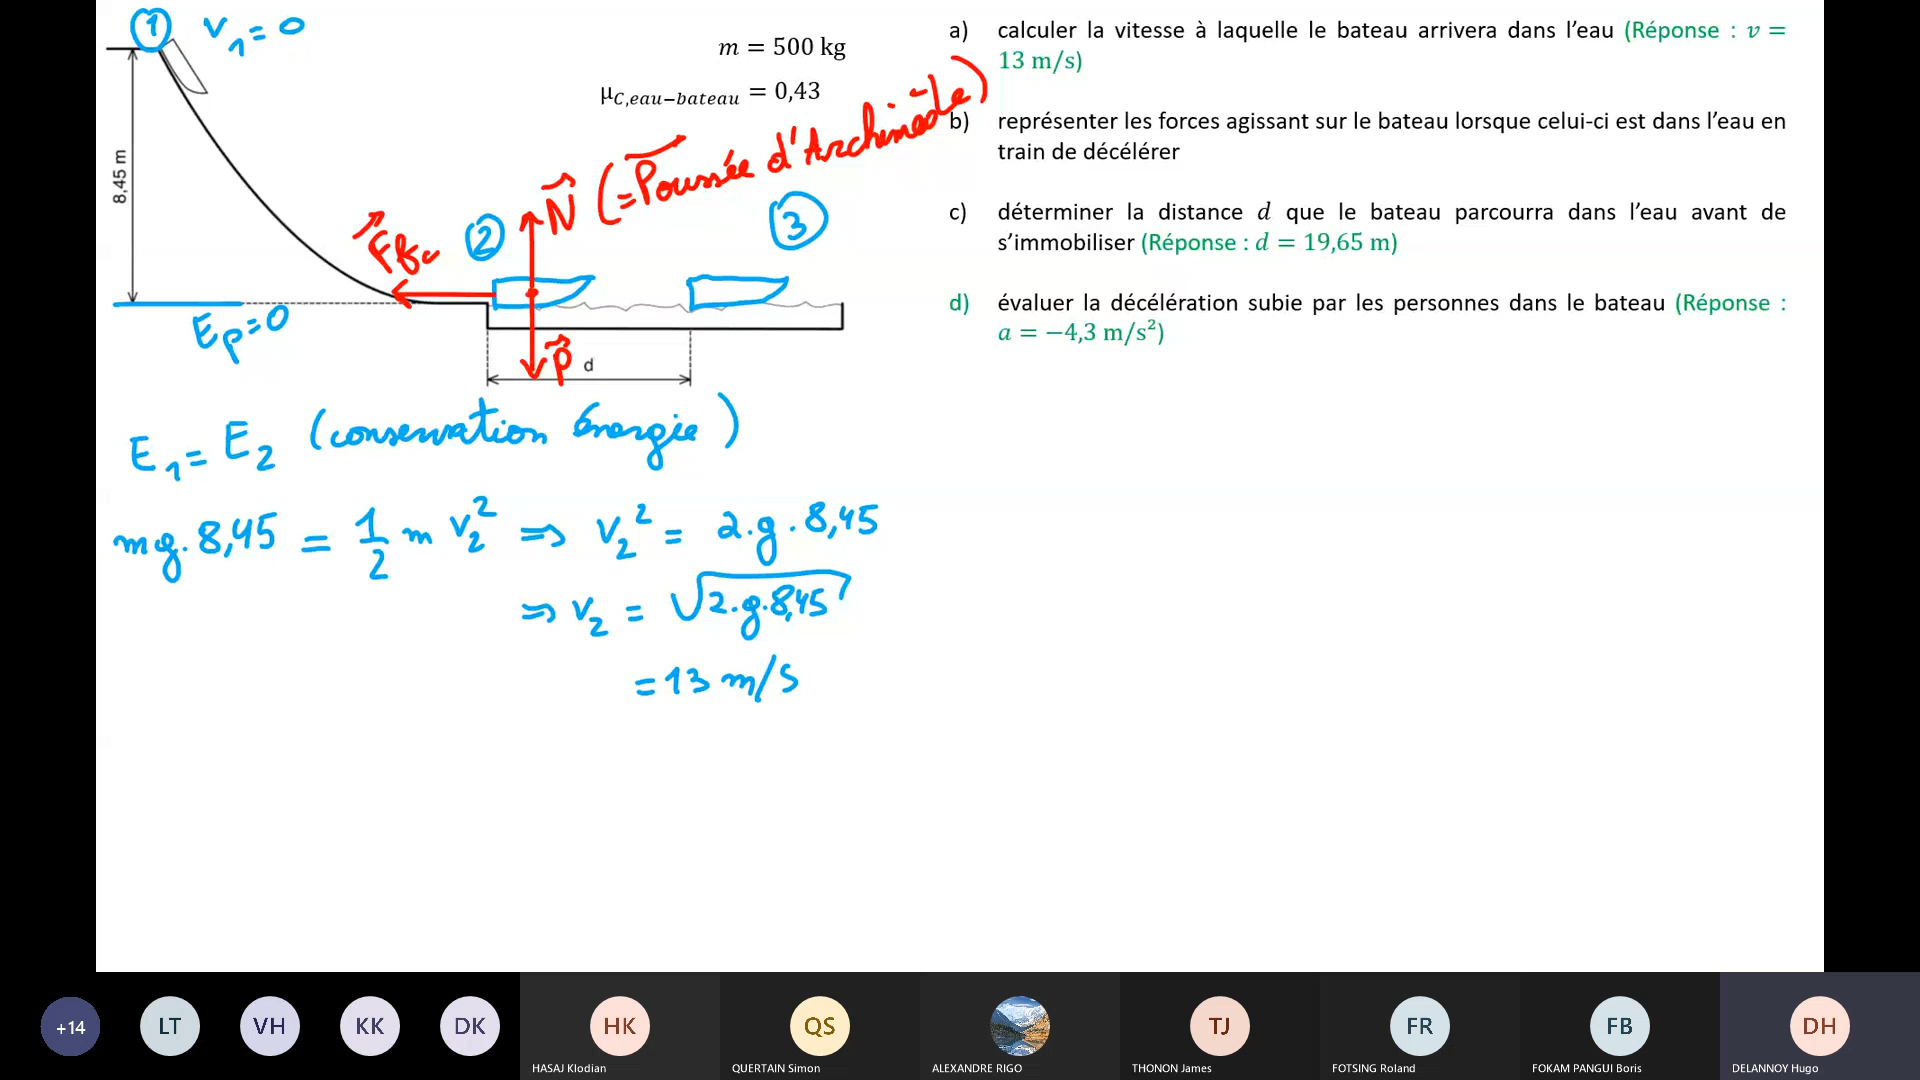 ① v₁ = 0
m = 500 kg
μ_C,eau−bateau = 0,43
8,45 m
N⃗ (= Poussée d'Archimède)
F⃗fc
②
③
Ep = 0
P⃗
d
E₁ = E₂ (conservation énergie)
mg. 8,45 = 1/2 m v₂² ⇒ v₂² = 2.g. 8,45
⇒ v₂ = √2.g.8,45
= 13 m/s
a) calculer la vitesse à laquelle le bateau arrivera dans l’eau (Réponse : v =
13 m/s)
b) représenter les forces agissant sur le bateau lorsque celui-ci est dans l’eau en
train de décélérer
c) déterminer la distance d que le bateau parcourra dans l’eau avant de
s’immobiliser (Réponse : d = 19,65 m)
d) évaluer la décélération subie par les personnes dans le bateau (Réponse :
a = −4,3 m/s²)
+14
LT
VH
KK
DK
HK
HASAJ Klodian
QS
QUERTAIN Simon
ALEXANDRE RIGO
TJ
THONON James
FR
FOTSING Roland
FB
FOKAM PANGUI Boris
DH
DELANNOY Hugo